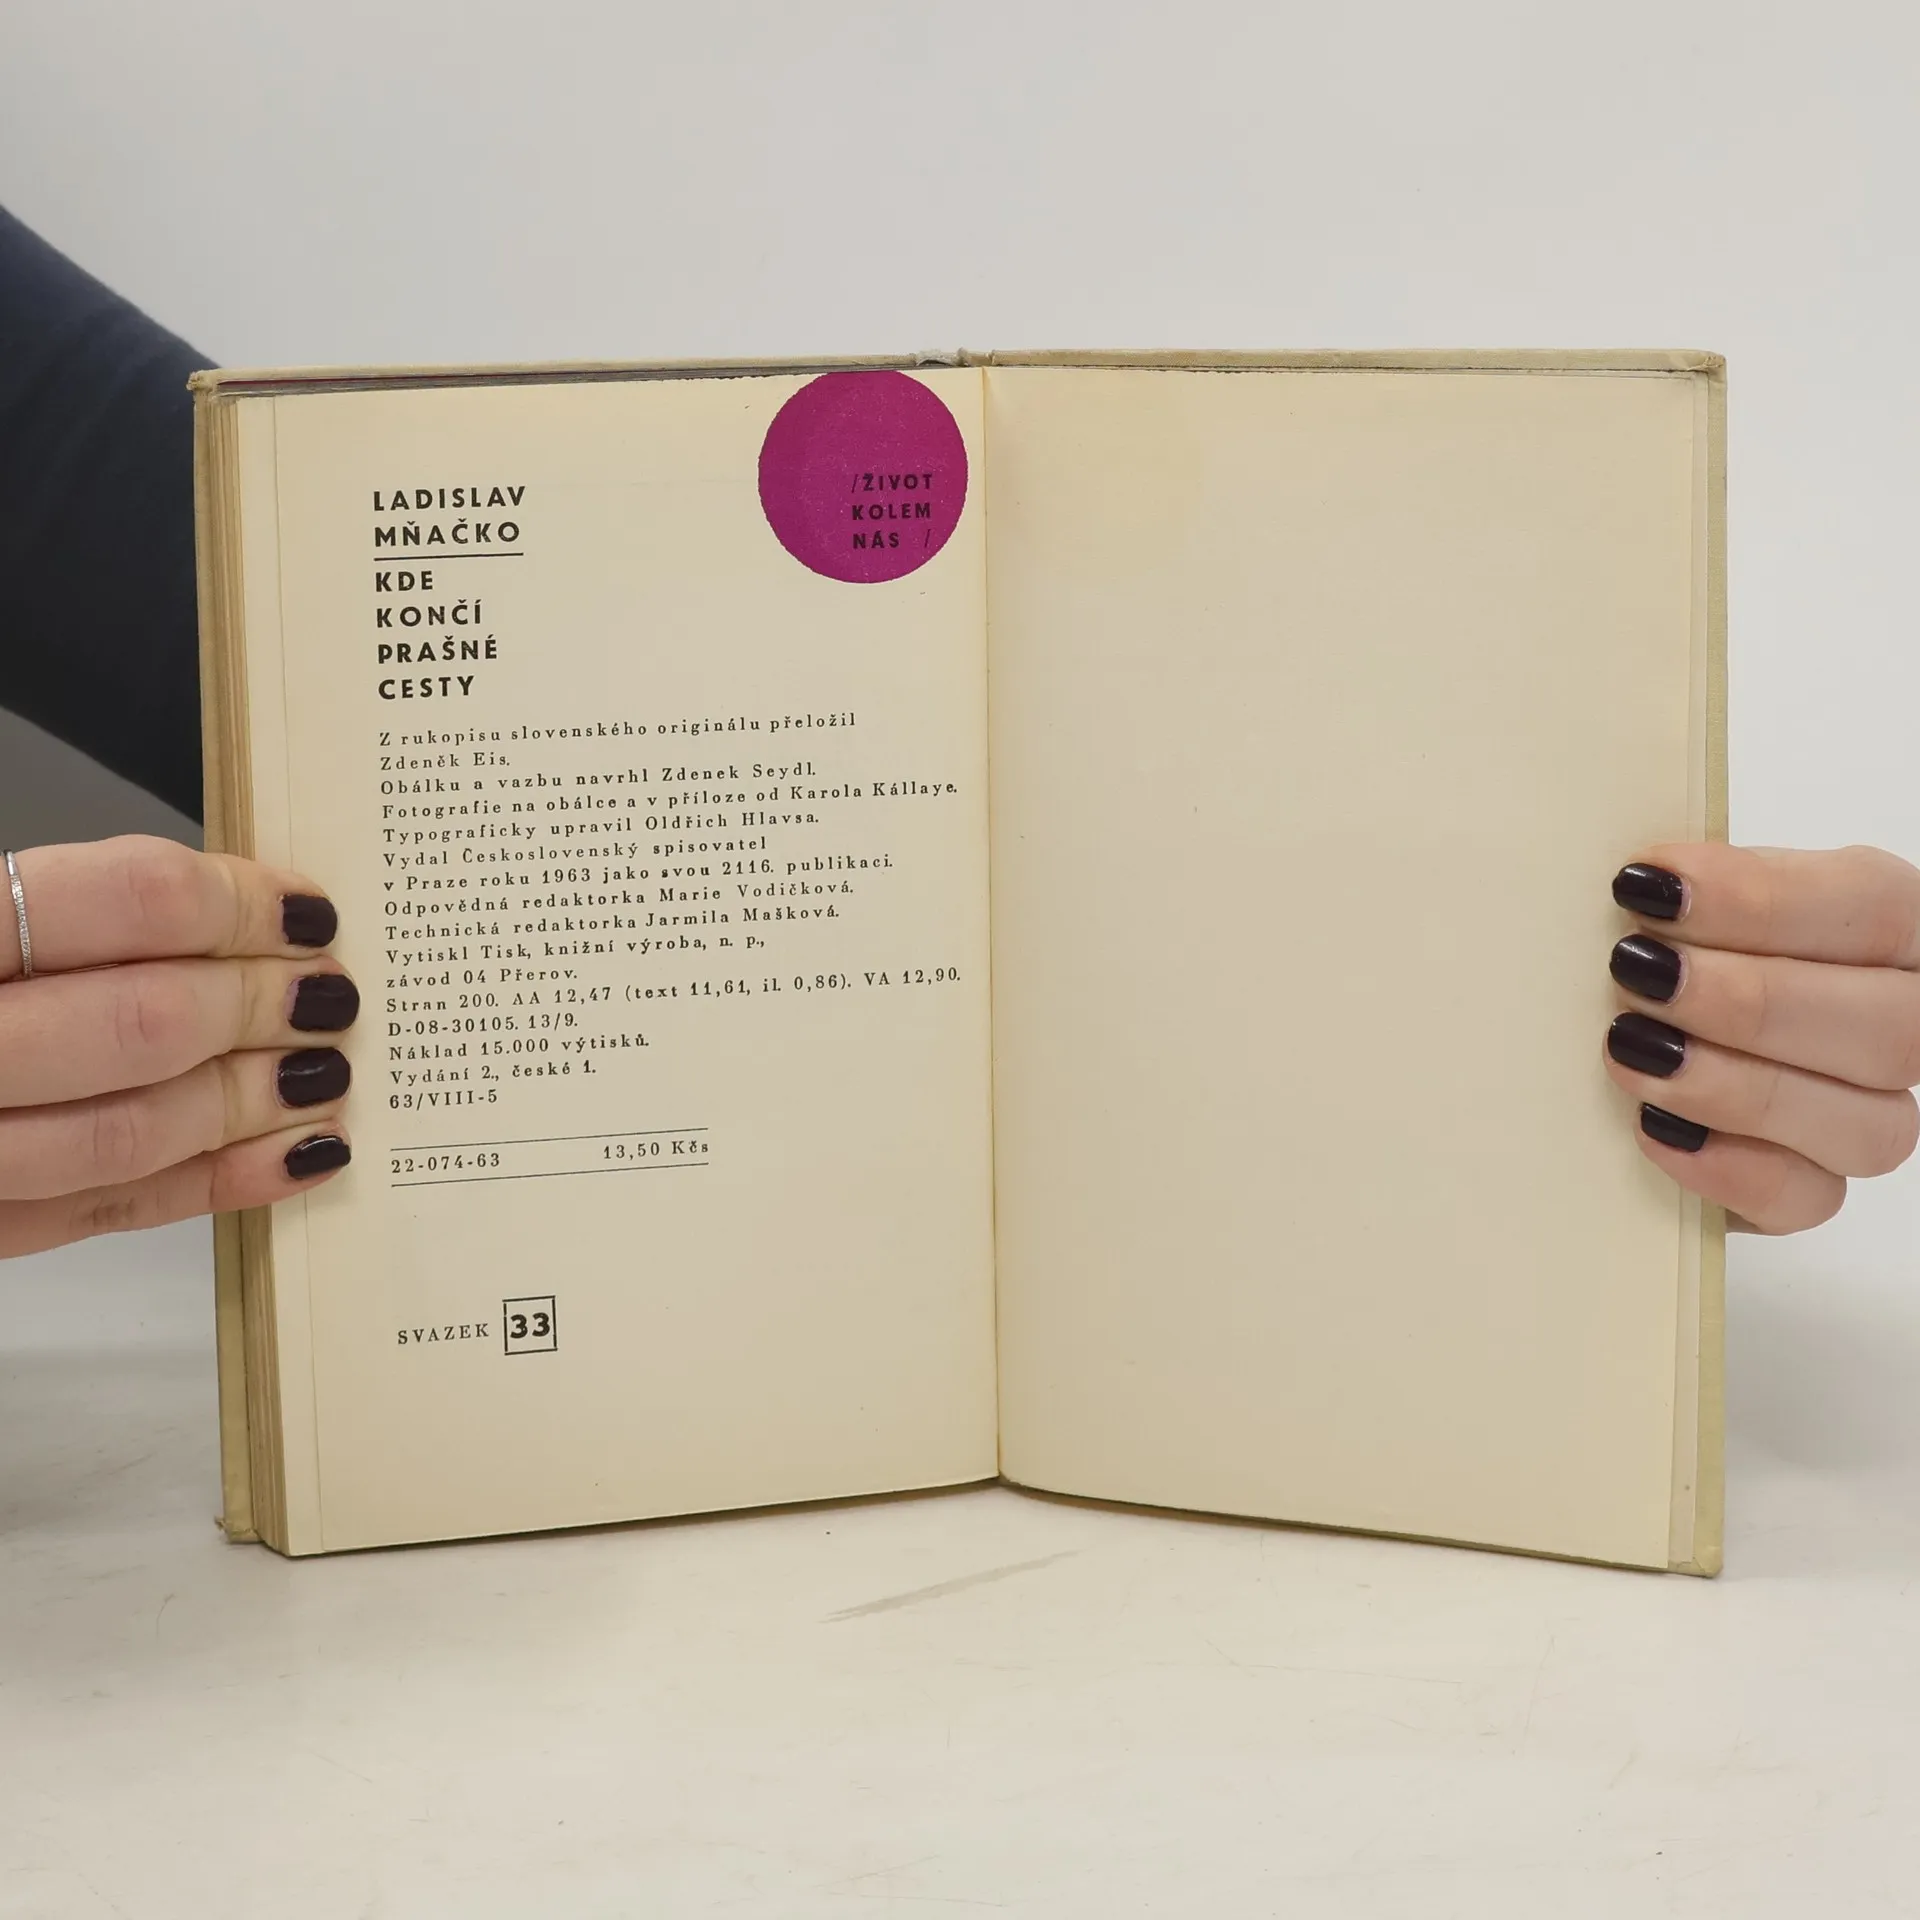 LADISLAV
MŇAČKO
KDE
KONČÍ
PRAŠNÉ
CESTY
/ŽIVOT
KOLEM
NÁS /
Z rukopisu slovenského originálu přeložil
Zdeněk Eis.
Obálku a vazbu navrhl Zdenek Seydl.
Fotografie na obálce a v příloze od Karola Kállaye.
Typograficky upravil Oldřich Hlavsa.
Vydal Československý spisovatel
v Praze roku 1963 jako svou 2116. publikaci.
Odpovědná redaktorka Marie Vodičková.
Technická redaktorka Jarmila Mašková.
Vytiskl Tisk, knižní výroba, n. p.,
závod 04 Přerov.
Stran 200. AA 12,47 (text 11,61, il. 0,86). VA 12,90.
D-08-30105. 13/9.
Náklad 15.000 výtisků.
Vydání 2., české 1.
63/VIII-5
22-074-63 13,50 Kčs
SVAZEK 33